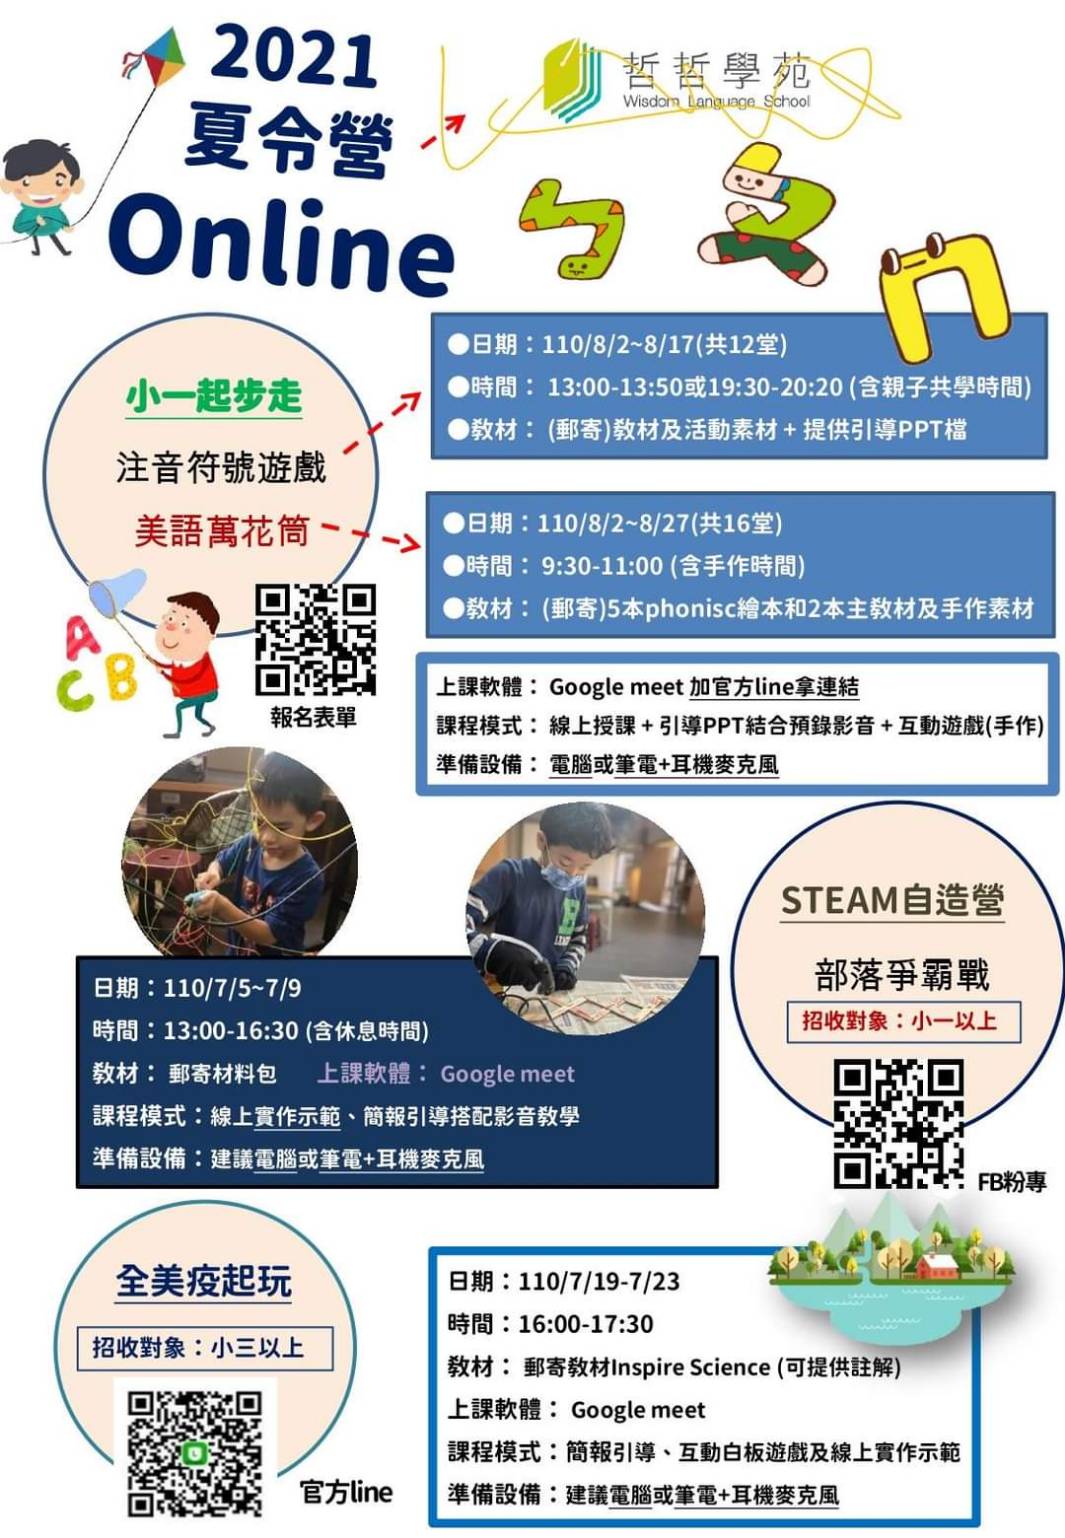 2021
夏令營
Online
哲哲學苑
Wisdom Language School
ㄅㄆㄇ
小一起步走
注音符號遊戲
美語萬花筒
●日期：110/8/2~8/17(共12堂)
●時間： 13:00-13:50或19:30-20:20 (含親子共學時間)
●教材： (郵寄)教材及活動素材 + 提供引導PPT檔
●日期：110/8/2~8/27(共16堂)
●時間： 9:30-11:00 (含手作時間)
●教材： (郵寄)5本phonisc繪本和2本主教材及手作素材
A
B
C
報名表單
上課軟體： Google meet 加官方line拿連結
課程模式： 線上授課 + 引導PPT結合預錄影音 + 互動遊戲(手作)
準備設備： 電腦或筆電+耳機麥克風
STEAM自造營
部落爭霸戰
招收對象：小一以上
FB粉專
日期：110/7/5~7/9
時間：13:00-16:30 (含休息時間)
教材： 郵寄材料包 上課軟體： Google meet
課程模式：線上實作示範、簡報引導搭配影音教學
準備設備：建議電腦或筆電+耳機麥克風
全美疫起玩
招收對象：小三以上
官方line
日期：110/7/19-7/23
時間：16:00-17:30
教材： 郵寄教材Inspire Science (可提供註解)
上課軟體： Google meet
課程模式：簡報引導、互動白板遊戲及線上實作示範
準備設備：建議電腦或筆電+耳機麥克風